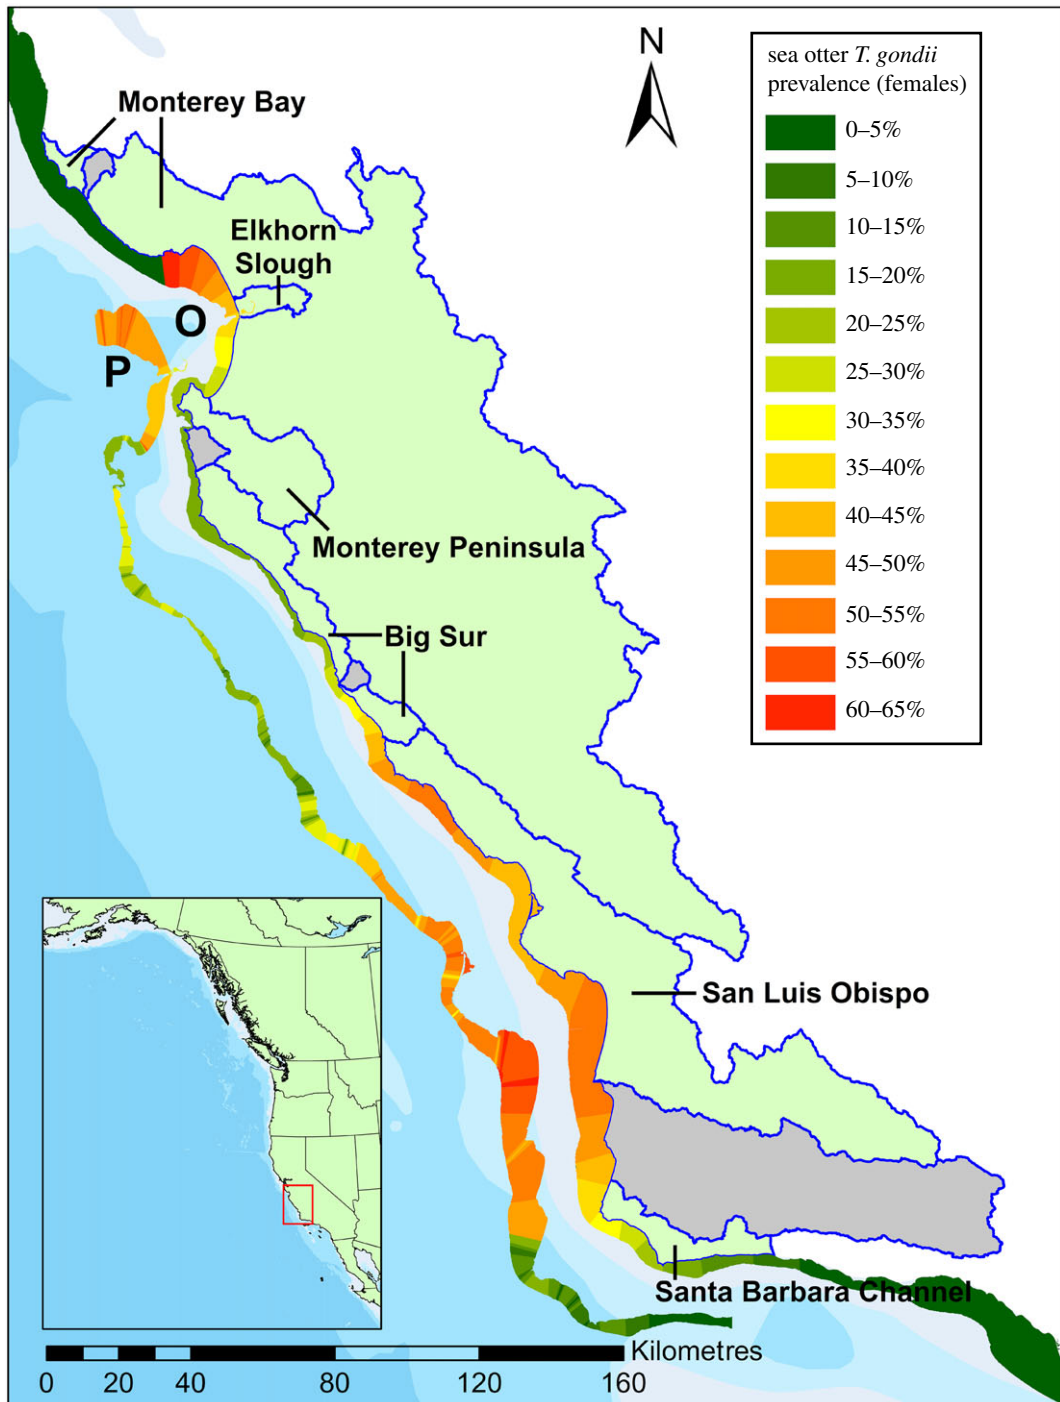 N
sea otter T. gondii
prevalence (females)
0–5%
5–10%
10–15%
15–20%
20–25%
25–30%
30–35%
35–40%
40–45%
45–50%
50–55%
55–60%
60–65%
Monterey Bay
Elkhorn
Slough
O
P
Monterey Peninsula
Big Sur
San Luis Obispo
Santa Barbara Channel
Kilometres
0 20 40 80 120 160